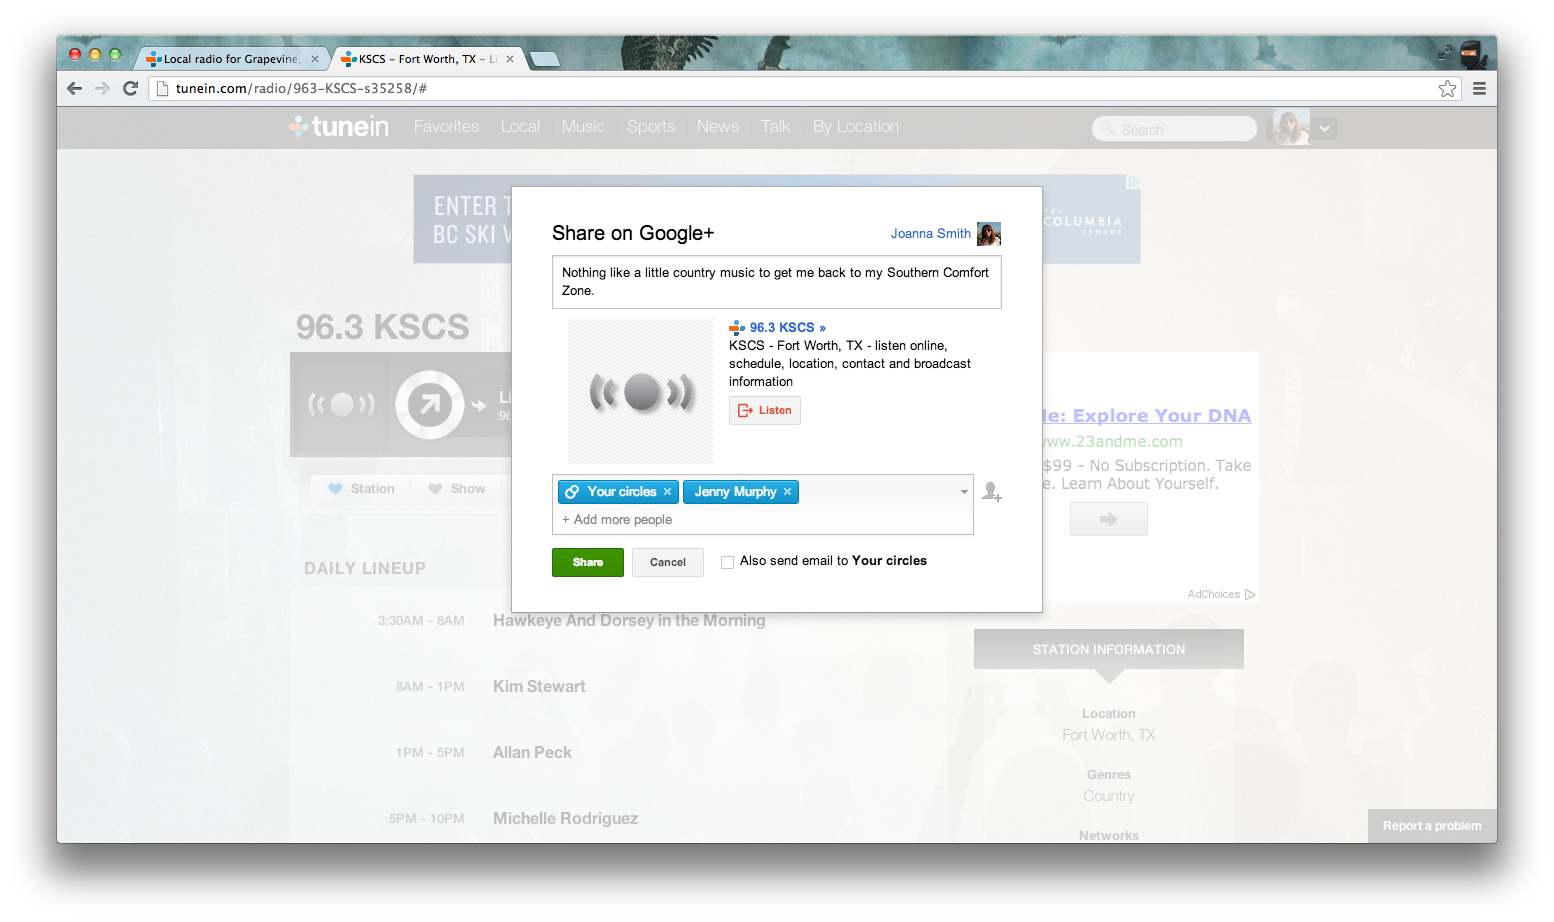 Local radio for Grapevine,
KSCS - Fort Worth, TX - Li
tunein.com/radio/963-KSCS-s35258/#
tunein
Favorites
Local
Music
Sports
News
Talk
By Location
Search
ENTER T
BC SKI V
COLUMBIA
CANADA
Share on Google+
Joanna Smith
Nothing like a little country music to get me back to my Southern Comfort
Zone.
96.3 KSCS »
KSCS - Fort Worth, TX - listen online,
schedule, location, contact and broadcast
information
Listen
Your circles ×
Jenny Murphy ×
+ Add more people
Share
Cancel
Also send email to Your circles
96.3 KSCS
Li
96
Station
Show
DAILY LINEUP
3:30AM - 8AM
Hawkeye And Dorsey in the Morning
8AM - 1PM
Kim Stewart
1PM - 5PM
Allan Peck
5PM - 10PM
Michelle Rodriguez
le: Explore Your DNA
www.23andme.com
$99 - No Subscription. Take
e. Learn About Yourself.
AdChoices
STATION INFORMATION
Location
Fort Worth, TX
Genres
Country
Networks
Report a problem